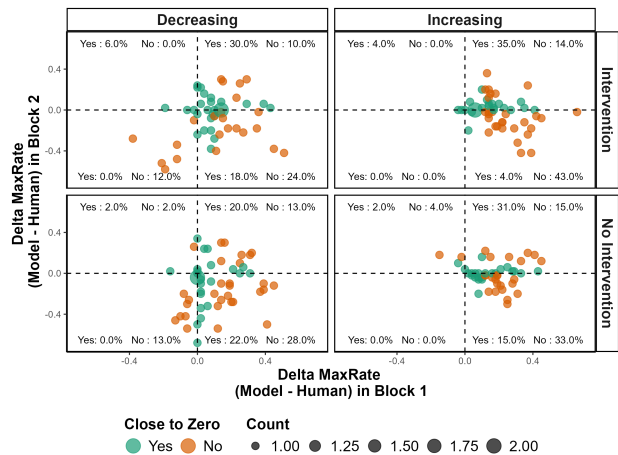 Decreasing
Increasing
Yes : 6.0% No : 0.0% Yes : 30.0% No : 10.0%
Yes : 4.0% No : 0.0% Yes : 35.0% No : 14.0%
0.4
0.0
-0.4
Yes: 0.0% No : 12.0% Yes : 18.0% No : 24.0%
Yes: 0.0% No : 0.0% Yes : 4.0% No : 43.0%
Intervention
Yes : 2.0% No : 2.0% Yes : 20.0% No : 13.0%
Yes : 2.0% No : 4.0% Yes : 31.0% No : 15.0%
0.4
0.0
-0.4
Yes: 0.0% No : 13.0% Yes : 22.0% No : 28.0%
Yes: 0.0% No : 0.0% Yes : 15.0% No : 33.0%
No Intervention
-0.4 0.0 0.4
-0.4 0.0 0.4
Delta MaxRate
(Model - Human) in Block 2
Delta MaxRate
(Model - Human) in Block 1
Close to Zero
Yes No
Count
1.00 1.25 1.50 1.75 2.00